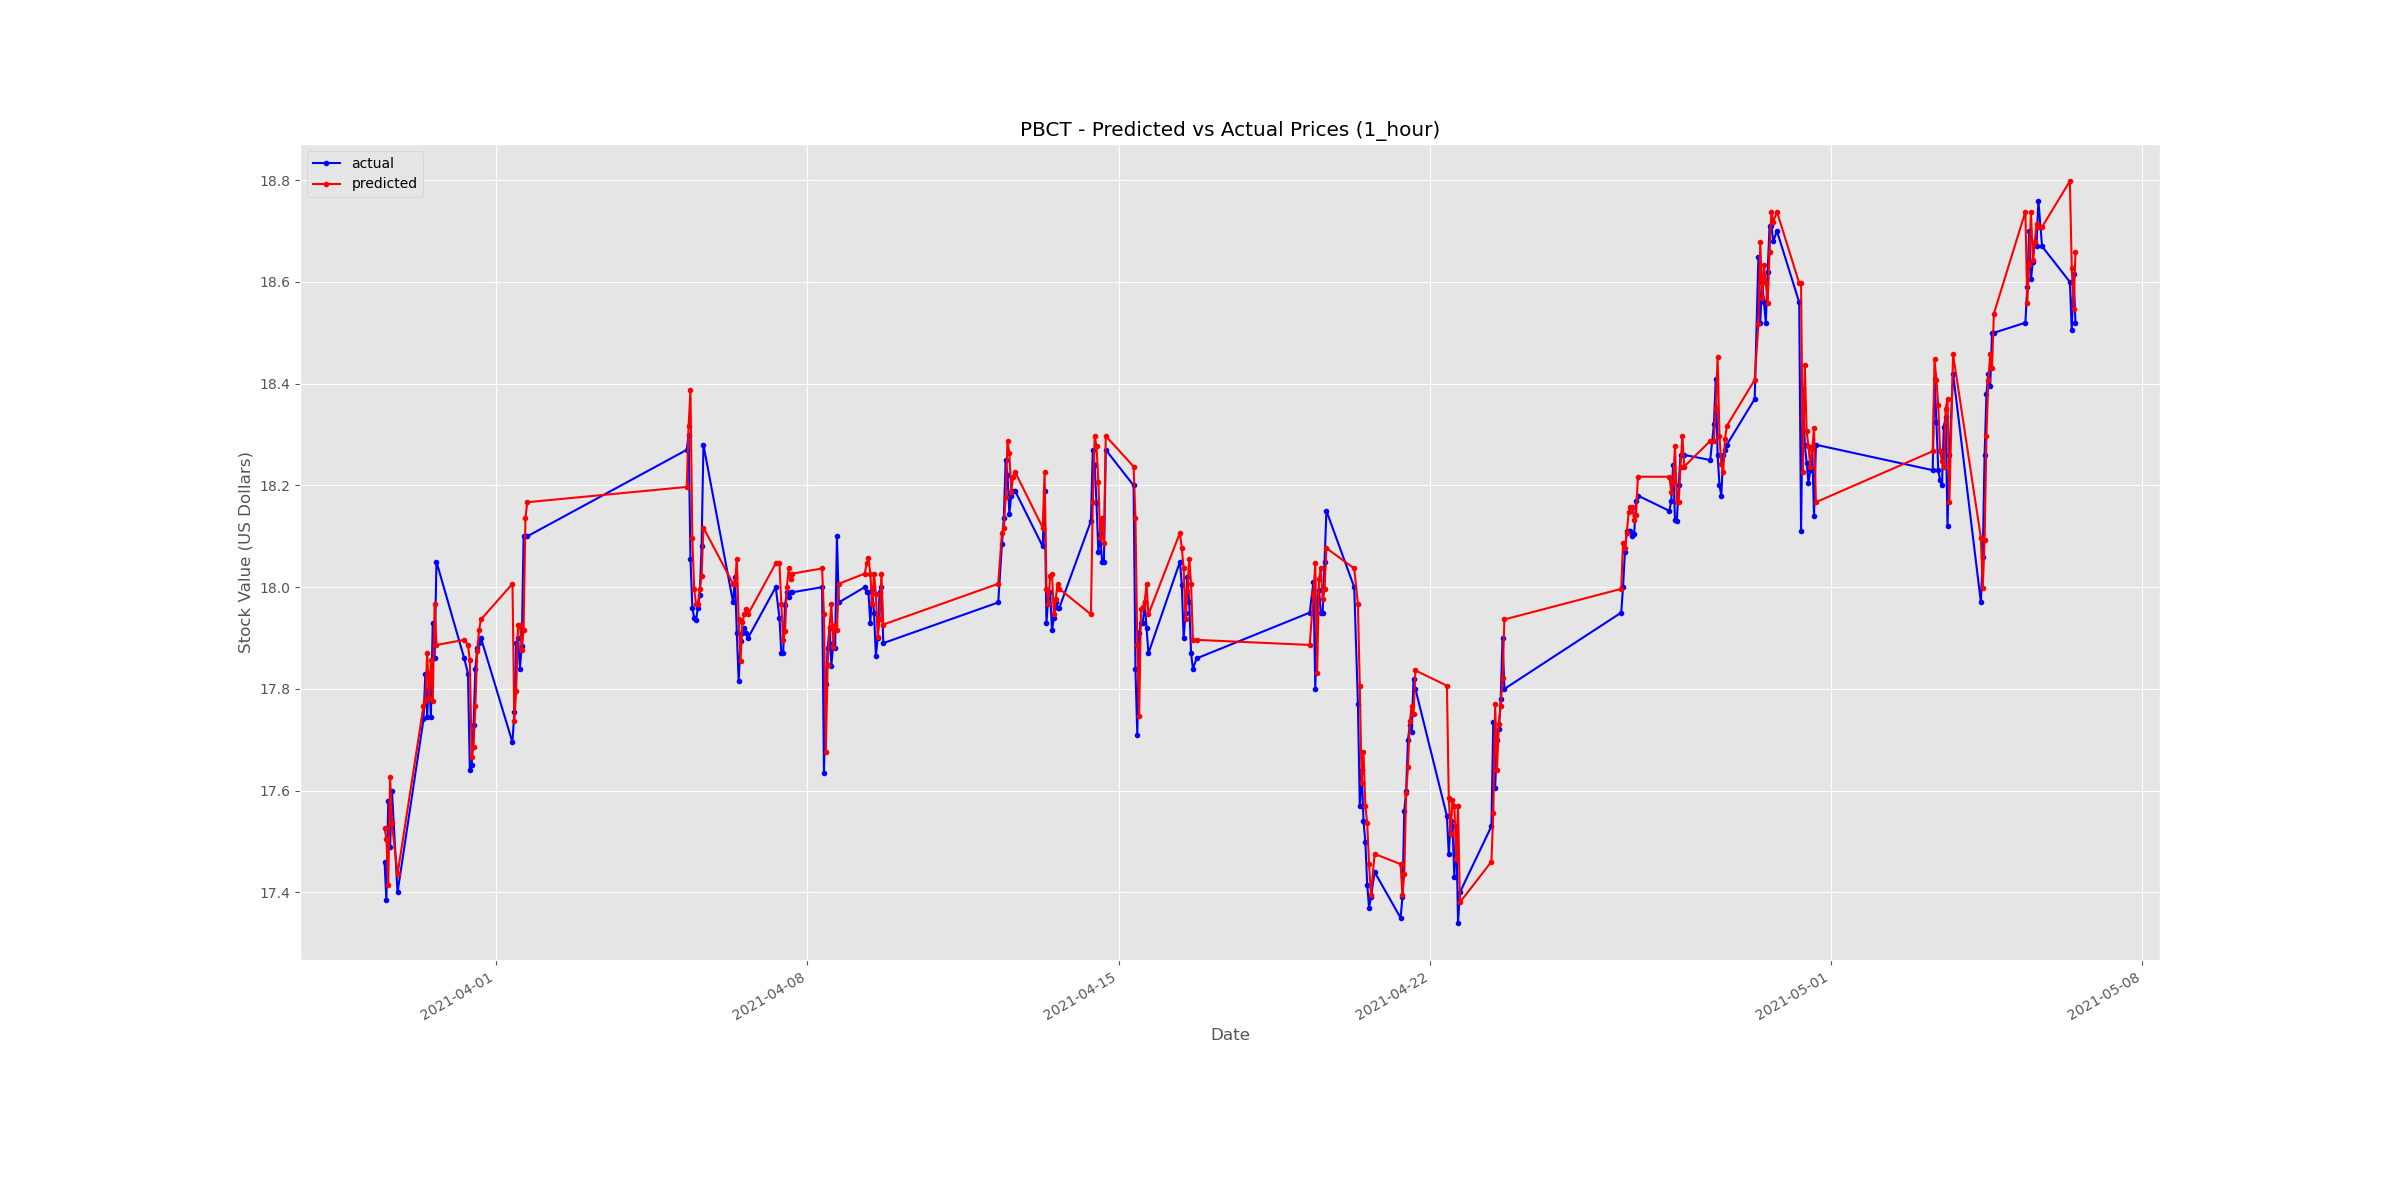 PBCT - Predicted vs Actual Prices (1_hour)
actual
predicted
18.8
18.6
18.4
18.2
18.0
17.8
17.6
17.4
Stock Value (US Dollars)
2021-04-01
2021-04-08
2021-04-15
2021-04-22
2021-05-01
2021-05-08
Date